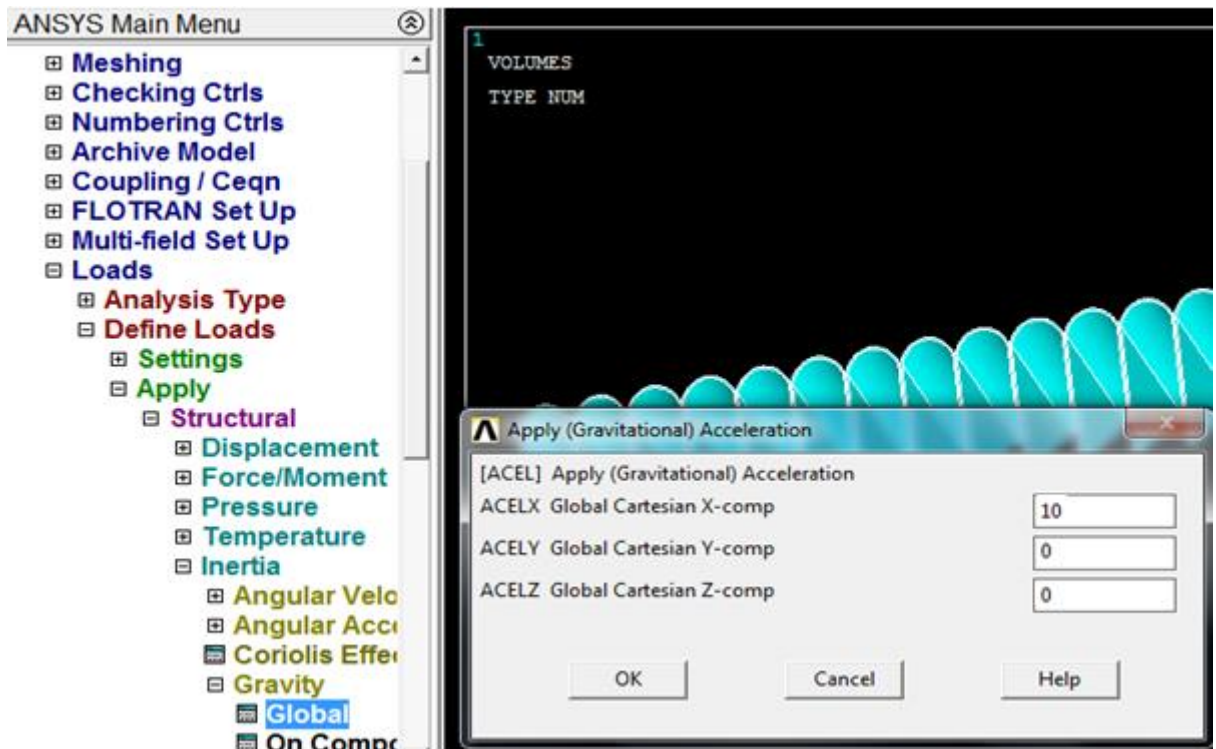 ANSYS Main Menu
Meshing
Checking Ctrls
Numbering Ctrls
Archive Model
Coupling / Ceqn
FLOTRAN Set Up
Multi-field Set Up
Loads
Analysis Type
Define Loads
Settings
Apply
Structural
Displacement
Force/Moment
Pressure
Temperature
Inertia
Angular Velo
Angular Acc
Coriolis Effe
Gravity
Global
On Compo
1
VOLUMES
TYPE NUM
Apply (Gravitational) Acceleration
[ACEL] Apply (Gravitational) Acceleration
ACELX Global Cartesian X-comp 10
ACELY Global Cartesian Y-comp 0
ACELZ Global Cartesian Z-comp 0
OK Cancel Help